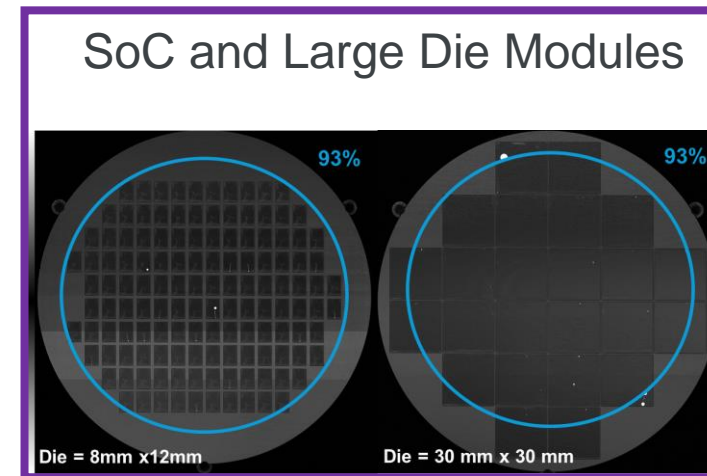 SoC and Large Die Modules
93%
93%
Die = 8mm x12mm
Die = 30 mm x 30 mm